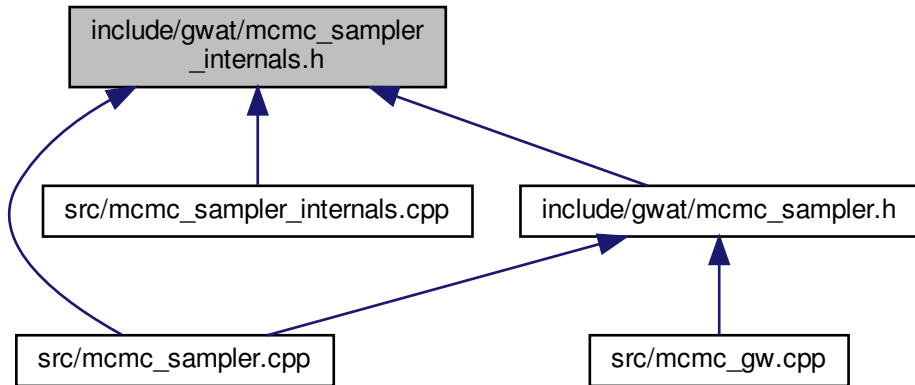 include/gwat/mcmc_sampler
_internals.h
src/mcmc_sampler_internals.cpp
include/gwat/mcmc_sampler.h
src/mcmc_sampler.cpp
src/mcmc_gw.cpp